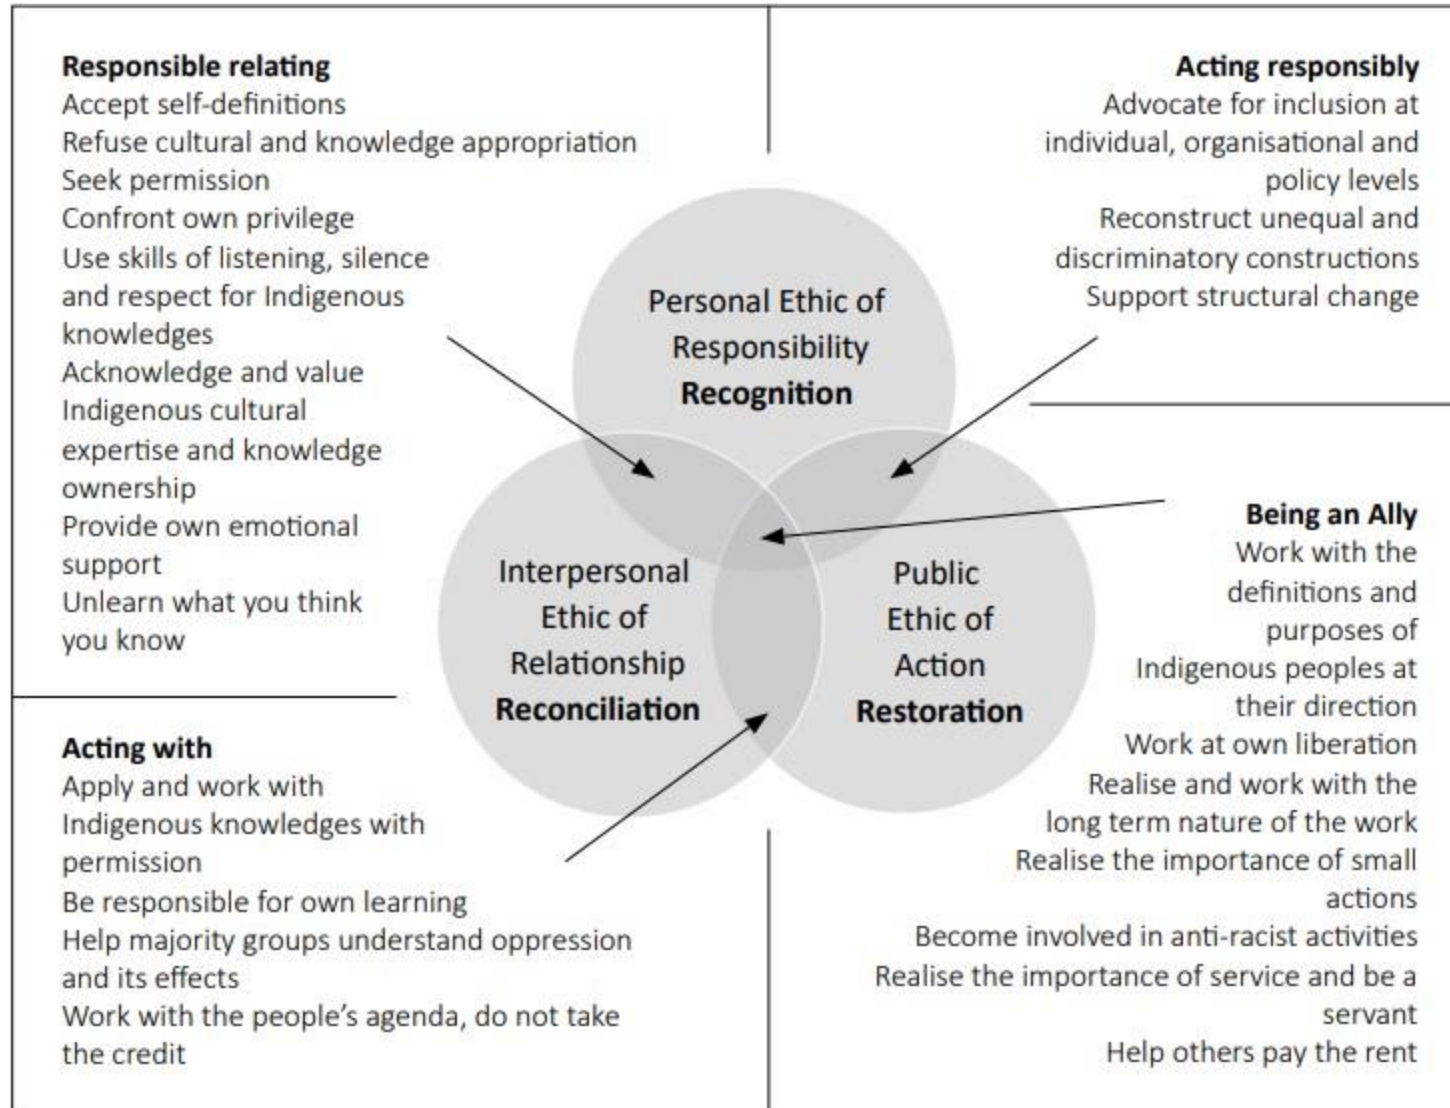 Responsible relating
Accept self-definitions
Refuse cultural and knowledge appropriation
Seek permission
Confront own privilege
Use skills of listening, silence
and respect for Indigenous
knowledges
Acknowledge and value
Indigenous cultural
expertise and knowledge
ownership
Provide own emotional
support
Unlearn what you think
you know
Acting responsibly
Advocate for inclusion at
individual, organisational and
policy levels
Reconstruct unequal and
discriminatory constructions
Support structural change
Personal Ethic of
Responsibility
Recognition
Interpersonal
Ethic of
Relationship
Reconciliation
Public
Ethic of
Action
Restoration
Acting with
Apply and work with
Indigenous knowledges with
permission
Be responsible for own learning
Help majority groups understand oppression
and its effects
Work with the people’s agenda, do not take
the credit
Being an Ally
Work with the
definitions and
purposes of
Indigenous peoples at
their direction
Work at own liberation
Realise and work with the
long term nature of the work
Realise the importance of small
actions
Become involved in anti-racist activities
Realise the importance of service and be a
servant
Help others pay the rent